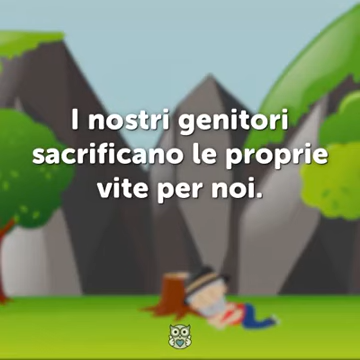 I nostri genitori
sacrificano le proprie
vite per noi.